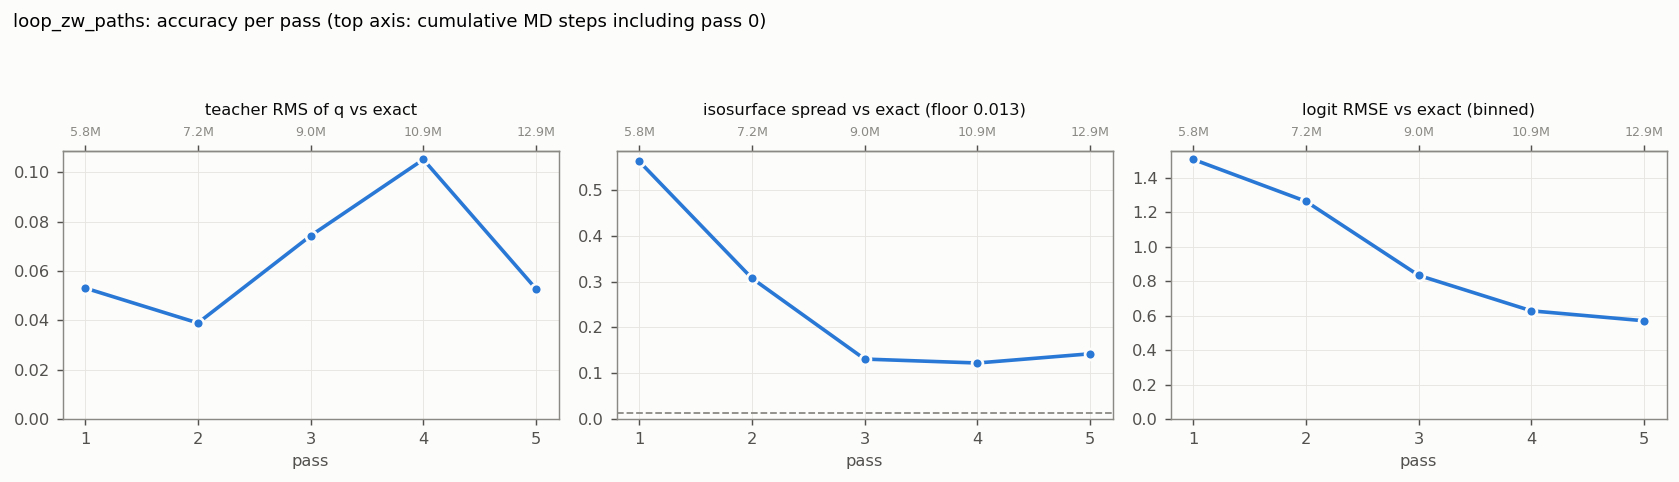 loop_zw_paths: accuracy per pass (top axis: cumulative MD steps including pass 0)
teacher RMS of q vs exact
5.8M 7.2M 9.0M 10.9M 12.9M
0.10
0.08
0.06
0.04
0.02
0.00
1 2 3 4 5
pass
isosurface spread vs exact (floor 0.013)
5.8M 7.2M 9.0M 10.9M 12.9M
0.5
0.4
0.3
0.2
0.1
0.0
1 2 3 4 5
pass
logit RMSE vs exact (binned)
5.8M 7.2M 9.0M 10.9M 12.9M
1.4
1.2
1.0
0.8
0.6
0.4
0.2
0.0
1 2 3 4 5
pass